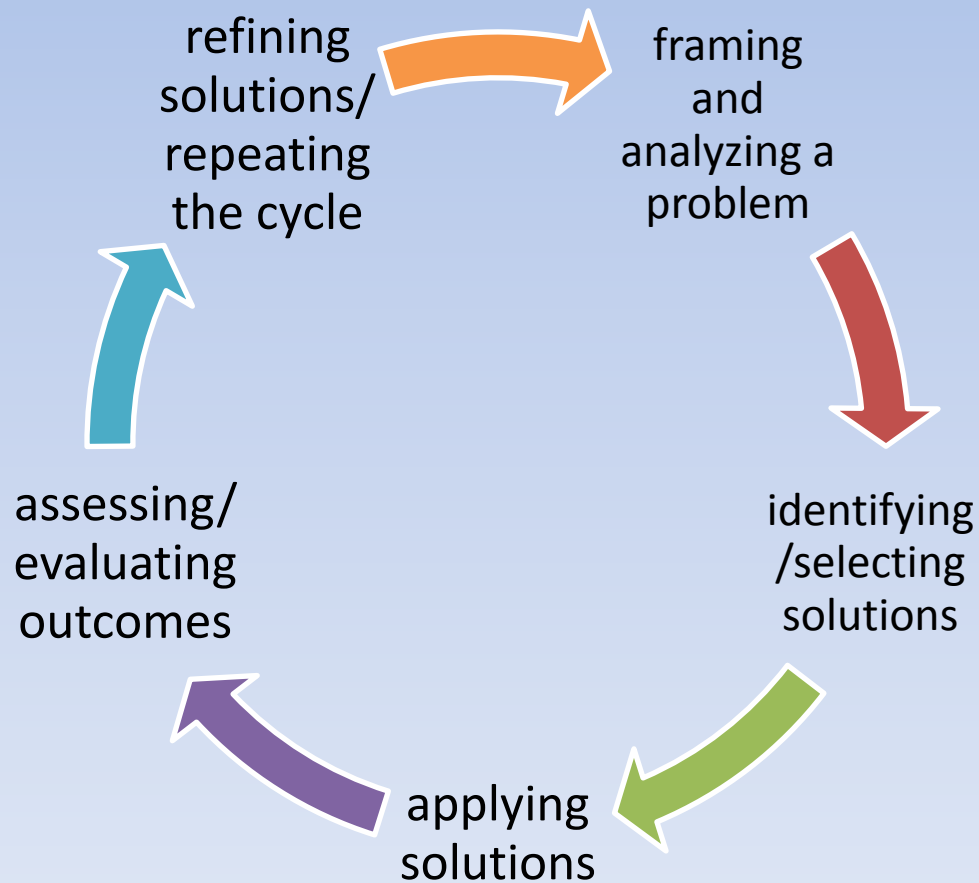 refining
solutions/
repeating
the cycle
framing
and
analyzing a
problem
identifying
/selecting
solutions
applying
solutions
assessing/
evaluating
outcomes